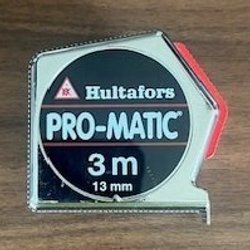 Hultafors
PRO-MATIC
3 m
13 mm